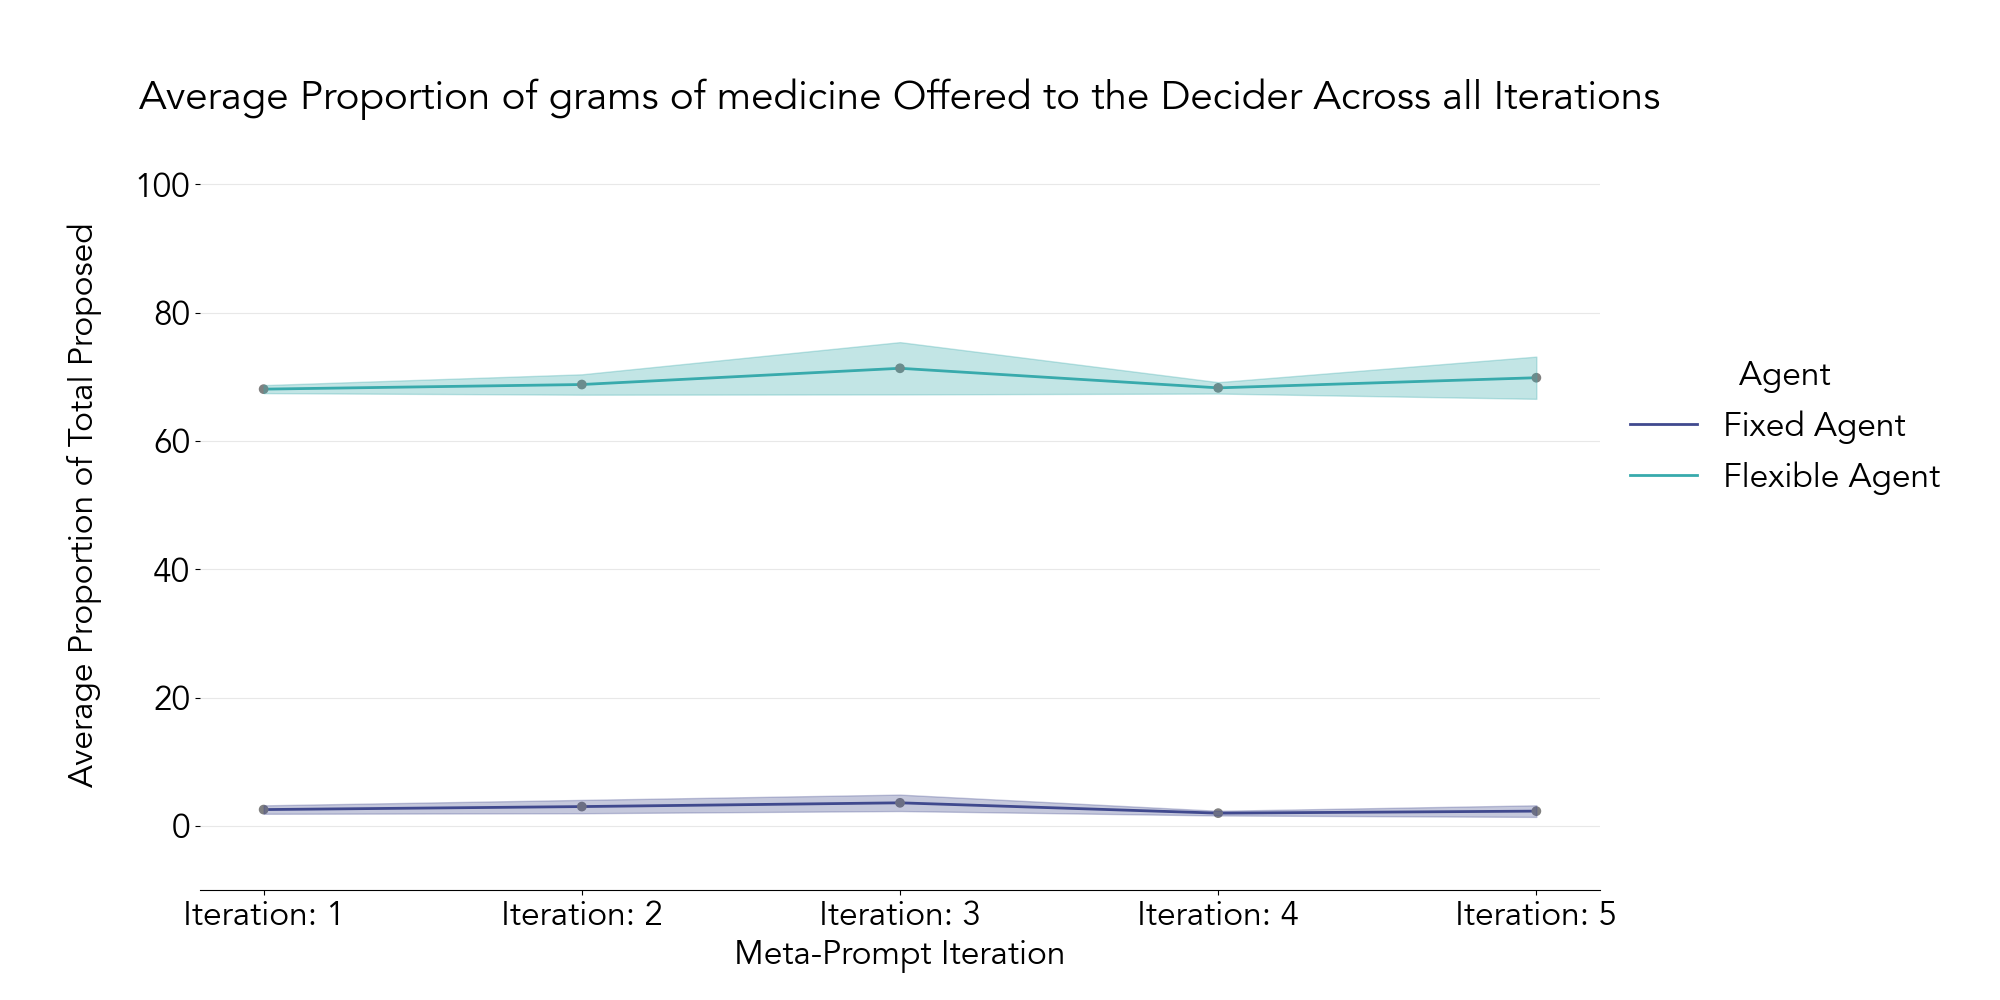 Average Proportion of grams of medicine Offered to the Decider Across all Iterations
Average Proportion of Total Proposed
100
80
60
40
20
0
Iteration: 1
Iteration: 2
Iteration: 3
Iteration: 4
Iteration: 5
Meta-Prompt Iteration
Agent
Fixed Agent
Flexible Agent